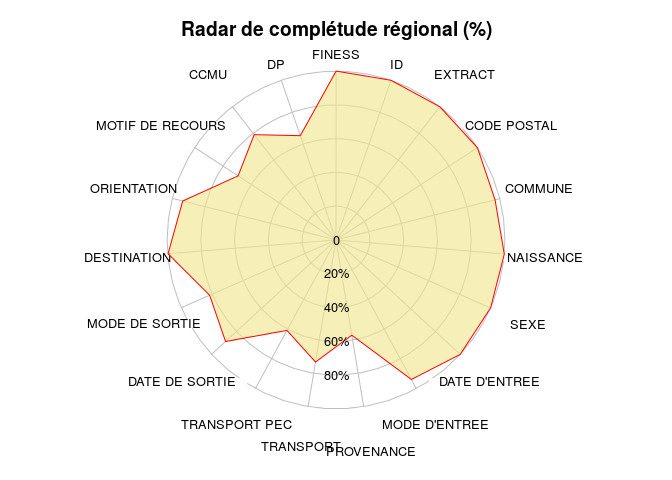 Radar de complétude régional (%)
FINESS
ID
EXTRACT
CODE POSTAL
COMMUNE
NAISSANCE
SEXE
DATE D'ENTREE
MODE D'ENTREE
PROVENANCE
TRANSPORT
TRANSPORT PEC
DATE DE SORTIE
MODE DE SORTIE
DESTINATION
ORIENTATION
MOTIF DE RECOURS
CCMU
DP
0
20%
40%
60%
80%